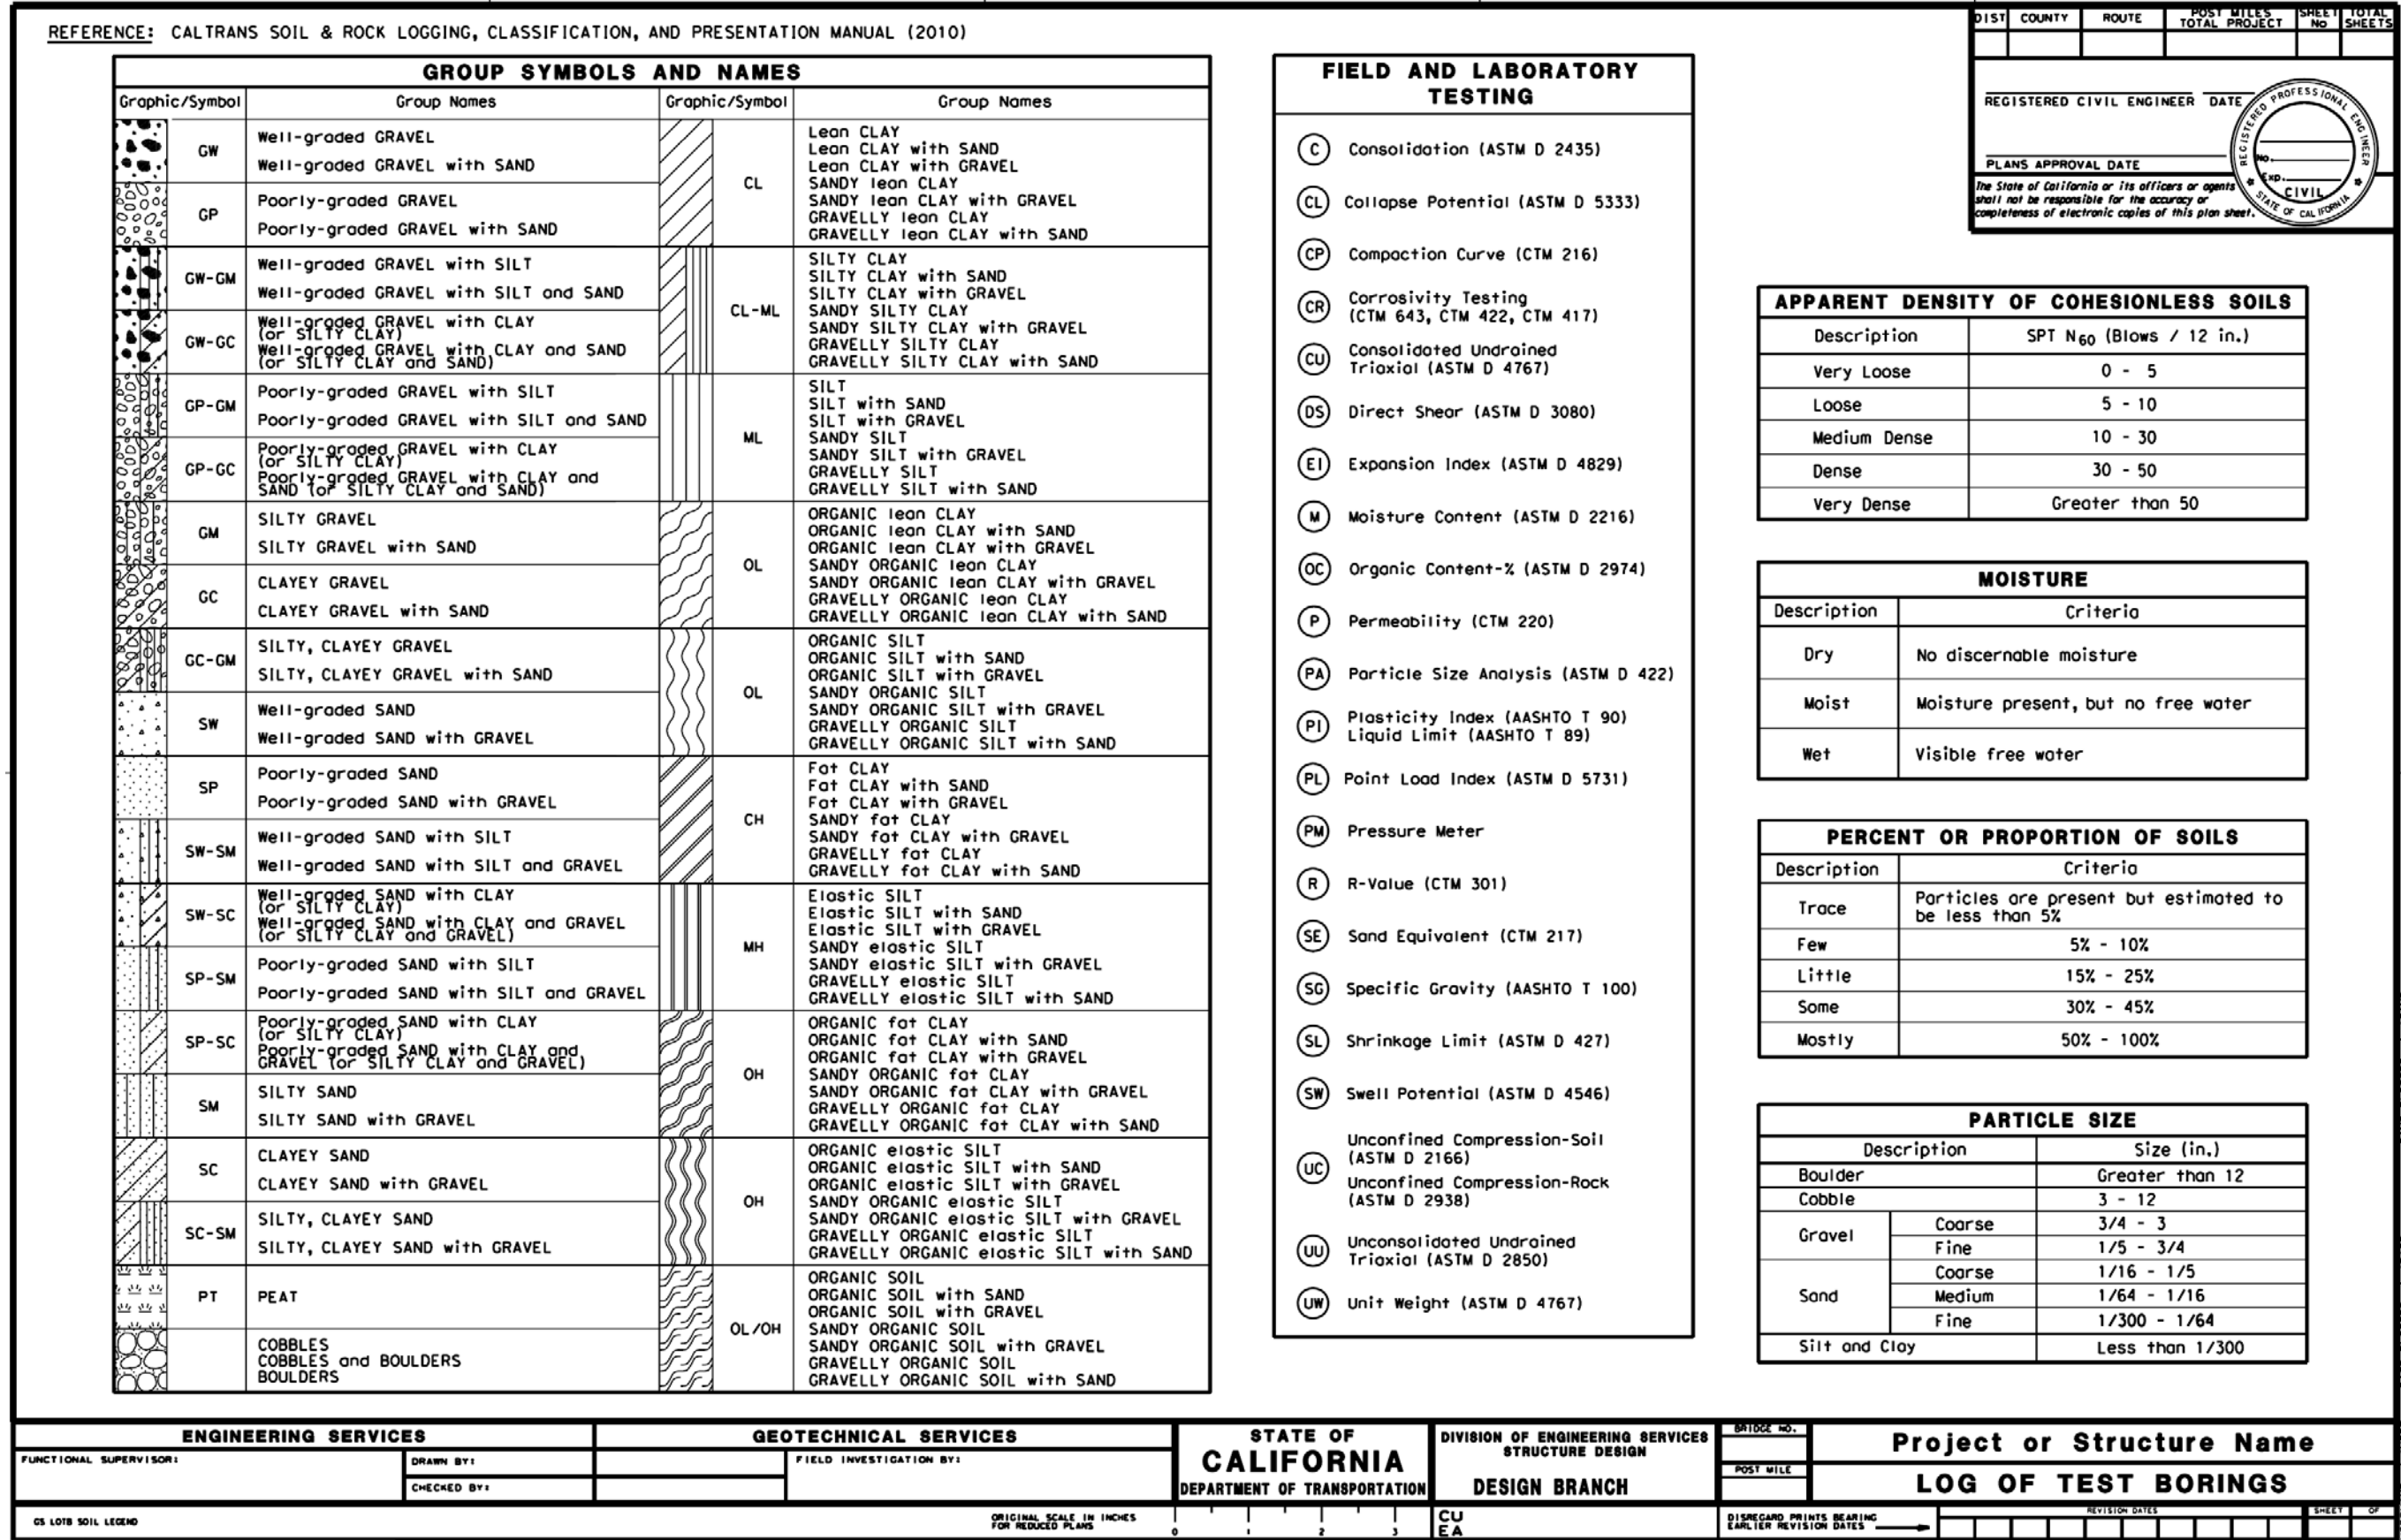 REFERENCE: CALTRANS SOIL & ROCK LOGGING, CLASSIFICATION, AND PRESENTATION MANUAL (2010)
GROUP SYMBOLS AND NAMES
Graphic/Symbol Group Names Graphic/Symbol Group Names
GW
Well-graded GRAVEL
Well-graded GRAVEL with SAND
GP
Poorly-graded GRAVEL
Poorly-graded GRAVEL with SAND
GW-GM
Well-graded GRAVEL with SILT
Well-graded GRAVEL with SILT and SAND
GW-GC
Well-graded GRAVEL with CLAY
(or SILTY CLAY)
Well-graded GRAVEL with CLAY and SAND
(or SILTY CLAY and SAND)
GP-GM
Poorly-graded GRAVEL with SILT
Poorly-graded GRAVEL with SILT and SAND
GP-GC
Poorly-graded GRAVEL with CLAY
(or SILTY CLAY)
Poorly-graded GRAVEL with CLAY and
SAND (or SILTY CLAY and SAND)
GM
SILTY GRAVEL
SILTY GRAVEL with SAND
GC
CLAYEY GRAVEL
CLAYEY GRAVEL with SAND
GC-GM
SILTY, CLAYEY GRAVEL
SILTY, CLAYEY GRAVEL with SAND
SW
Well-graded SAND
Well-graded SAND with GRAVEL
SP
Poorly-graded SAND
Poorly-graded SAND with GRAVEL
SW-SM
Well-graded SAND with SILT
Well-graded SAND with SILT and GRAVEL
SW-SC
Well-graded SAND with CLAY
(or SILTY CLAY)
Well-graded SAND with CLAY and GRAVEL
(or SILTY CLAY and GRAVEL)
SP-SM
Poorly-graded SAND with SILT
Poorly-graded SAND with SILT and GRAVEL
SP-SC
Poorly-graded SAND with CLAY
(or SILTY CLAY)
Poorly-graded SAND with CLAY and
GRAVEL (or SILTY CLAY and GRAVEL)
SM
SILTY SAND
SILTY SAND with GRAVEL
SC
CLAYEY SAND
CLAYEY SAND with GRAVEL
SC-SM
SILTY, CLAYEY SAND
SILTY, CLAYEY SAND with GRAVEL
PT
PEAT
COBBLES
COBBLES and BOULDERS
BOULDERS
CL
Lean CLAY
Lean CLAY with SAND
Lean CLAY with GRAVEL
SANDY lean CLAY
SANDY lean CLAY with GRAVEL
GRAVELLY lean CLAY
GRAVELLY lean CLAY with SAND
CL-ML
SILTY CLAY
SILTY CLAY with SAND
SILTY CLAY with GRAVEL
SANDY SILTY CLAY
SANDY SILTY CLAY with GRAVEL
GRAVELLY SILTY CLAY
GRAVELLY SILTY CLAY with SAND
ML
SILT
SILT with SAND
SILT with GRAVEL
SANDY SILT
SANDY SILT with GRAVEL
GRAVELLY SILT
GRAVELLY SILT with SAND
OL
ORGANIC lean CLAY
ORGANIC lean CLAY with SAND
ORGANIC lean CLAY with GRAVEL
SANDY ORGANIC lean CLAY
SANDY ORGANIC lean CLAY with GRAVEL
GRAVELLY ORGANIC lean CLAY
GRAVELLY ORGANIC lean CLAY with SAND
OL
ORGANIC SILT
ORGANIC SILT with SAND
ORGANIC SILT with GRAVEL
SANDY ORGANIC SILT
SANDY ORGANIC SILT with GRAVEL
GRAVELLY ORGANIC SILT
GRAVELLY ORGANIC SILT with SAND
CH
Fat CLAY
Fat CLAY with SAND
Fat CLAY with GRAVEL
SANDY fat CLAY
SANDY fat CLAY with GRAVEL
GRAVELLY fat CLAY
GRAVELLY fat CLAY with SAND
MH
Elastic SILT
Elastic SILT with SAND
Elastic SILT with GRAVEL
SANDY elastic SILT
SANDY elastic SILT with GRAVEL
GRAVELLY elastic SILT
GRAVELLY elastic SILT with SAND
OH
ORGANIC fat CLAY
ORGANIC fat CLAY with SAND
ORGANIC fat CLAY with GRAVEL
SANDY ORGANIC fat CLAY
SANDY ORGANIC fat CLAY with GRAVEL
GRAVELLY ORGANIC fat CLAY
GRAVELLY ORGANIC fat CLAY with SAND
OH
ORGANIC elastic SILT
ORGANIC elastic SILT with SAND
ORGANIC elastic SILT with GRAVEL
SANDY ORGANIC elastic SILT
SANDY ORGANIC elastic SILT with GRAVEL
GRAVELLY ORGANIC elastic SILT
GRAVELLY ORGANIC elastic SILT with SAND
OL/OH
ORGANIC SOIL
ORGANIC SOIL with SAND
ORGANIC SOIL with GRAVEL
SANDY ORGANIC SOIL
SANDY ORGANIC SOIL with GRAVEL
GRAVELLY ORGANIC SOIL
GRAVELLY ORGANIC SOIL with SAND
FIELD AND LABORATORY
TESTING
C Consolidation (ASTM D 2435)
CL Collapse Potential (ASTM D 5333)
CP Compaction Curve (CTM 216)
CR Corrosivity Testing
(CTM 643, CTM 422, CTM 417)
CU Consolidated Undrained
Triaxial (ASTM D 4767)
DS Direct Shear (ASTM D 3080)
EI Expansion Index (ASTM D 4829)
M Moisture Content (ASTM D 2216)
OC Organic Content-% (ASTM D 2974)
P Permeability (CTM 220)
PA Particle Size Analysis (ASTM D 422)
PI Plasticity Index (AASHTO T 90)
Liquid Limit (AASHTO T 89)
PL Point Load Index (ASTM D 5731)
PM Pressure Meter
R R-Value (CTM 301)
SE Sand Equivalent (CTM 217)
SG Specific Gravity (AASHTO T 100)
SL Shrinkage Limit (ASTM D 427)
SW Swell Potential (ASTM D 4546)
UC Unconfined Compression-Soil
(ASTM D 2166)
Unconfined Compression-Rock
(ASTM D 2938)
UU Unconsolidated Undrained
Triaxial (ASTM D 2850)
UW Unit Weight (ASTM D 4767)
DIST COUNTY ROUTE POST MILES TOTAL PROJECT SHEET No TOTAL SHEETS
REGISTERED CIVIL ENGINEER DATE
PLANS APPROVAL DATE
The State of California or its officers or agents
shall not be responsible for the accuracy or
completeness of electronic copies of this plan sheet.
REGISTERED PROFESSIONAL ENGINEER
No.
Exp.
CIVIL
STATE OF CALIFORNIA
APPARENT DENSITY OF COHESIONLESS SOILS
Description SPT N60 (Blows / 12 in.)
Very Loose 0 - 5
Loose 5 - 10
Medium Dense 10 - 30
Dense 30 - 50
Very Dense Greater than 50
MOISTURE
Description Criteria
Dry No discernable moisture
Moist Moisture present, but no free water
Wet Visible free water
PERCENT OR PROPORTION OF SOILS
Description Criteria
Trace Particles are present but estimated to
be less than 5%
Few 5% - 10%
Little 15% - 25%
Some 30% - 45%
Mostly 50% - 100%
PARTICLE SIZE
Description Size (in.)
Boulder Greater than 12
Cobble 3 - 12
Gravel Coarse 3/4 - 3
Fine 1/5 - 3/4
Sand Coarse 1/16 - 1/5
Medium 1/64 - 1/16
Fine 1/300 - 1/64
Silt and Clay Less than 1/300
ENGINEERING SERVICES
FUNCTIONAL SUPERVISOR:
DRAWN BY:
CHECKED BY:
GEOTECHNICAL SERVICES
FIELD INVESTIGATION BY:
STATE OF
CALIFORNIA
DEPARTMENT OF TRANSPORTATION
DIVISION OF ENGINEERING SERVICES
STRUCTURE DESIGN
DESIGN BRANCH
BRIDGE NO.
POST MILE
Project or Structure Name
LOG OF TEST BORINGS
GS LOTB SOIL LEGEND
ORIGINAL SCALE IN INCHES
FOR REDUCED PLANS
0 1 2 3
CU
EA
DISREGARD PRINTS BEARING
EARLIER REVISION DATES
REVISION DATES
SHEET OF